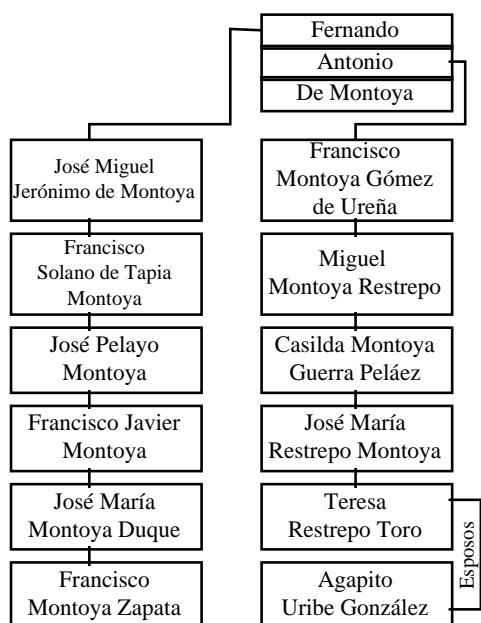 Fernando
Antonio
De Montoya
José Miguel
Jerónimo de Montoya
Francisco
Solano de Tapia
Montoya
José Pelayo
Montoya
Francisco Javier
Montoya
José María
Montoya Duque
Francisco
Montoya Zapata
Francisco
Montoya Gómez
de Ureña
Miguel
Montoya Restrepo
Casilda Montoya
Guerra Peláez
José María
Restrepo Montoya
Teresa
Restrepo Toro
Agapito
Uribe González
Esposos